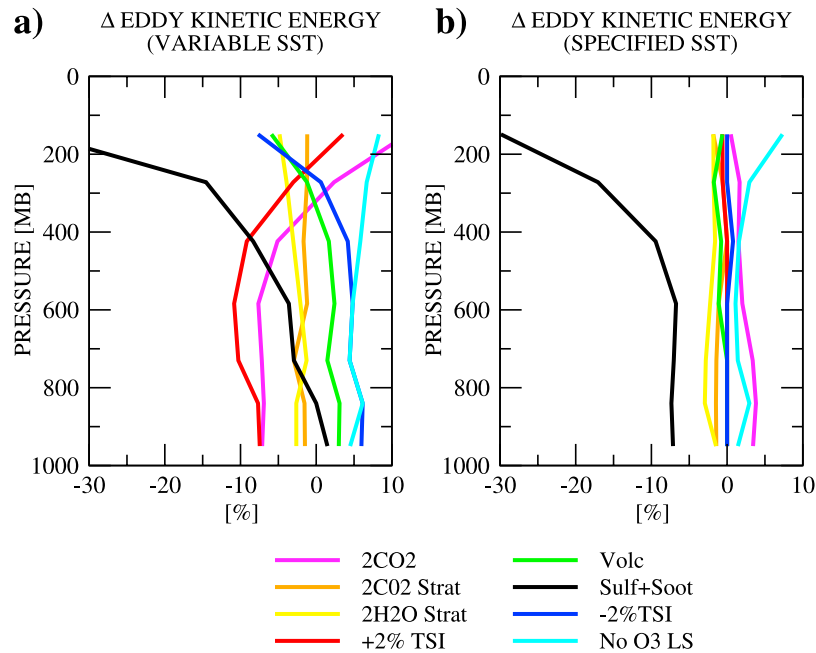 a)
Δ EDDY KINETIC ENERGY
(VARIABLE SST)
0
200
400
600
800
1000
PRESSURE [MB]
-30 -20 -10 0 10
[%]
b)
Δ EDDY KINETIC ENERGY
(SPECIFIED SST)
0
200
400
600
800
1000
PRESSURE [MB]
-30 -20 -10 0 10
[%]
2CO2
2C02 Strat
2H2O Strat
+2% TSI
Volc
Sulf+Soot
-2%TSI
No O3 LS